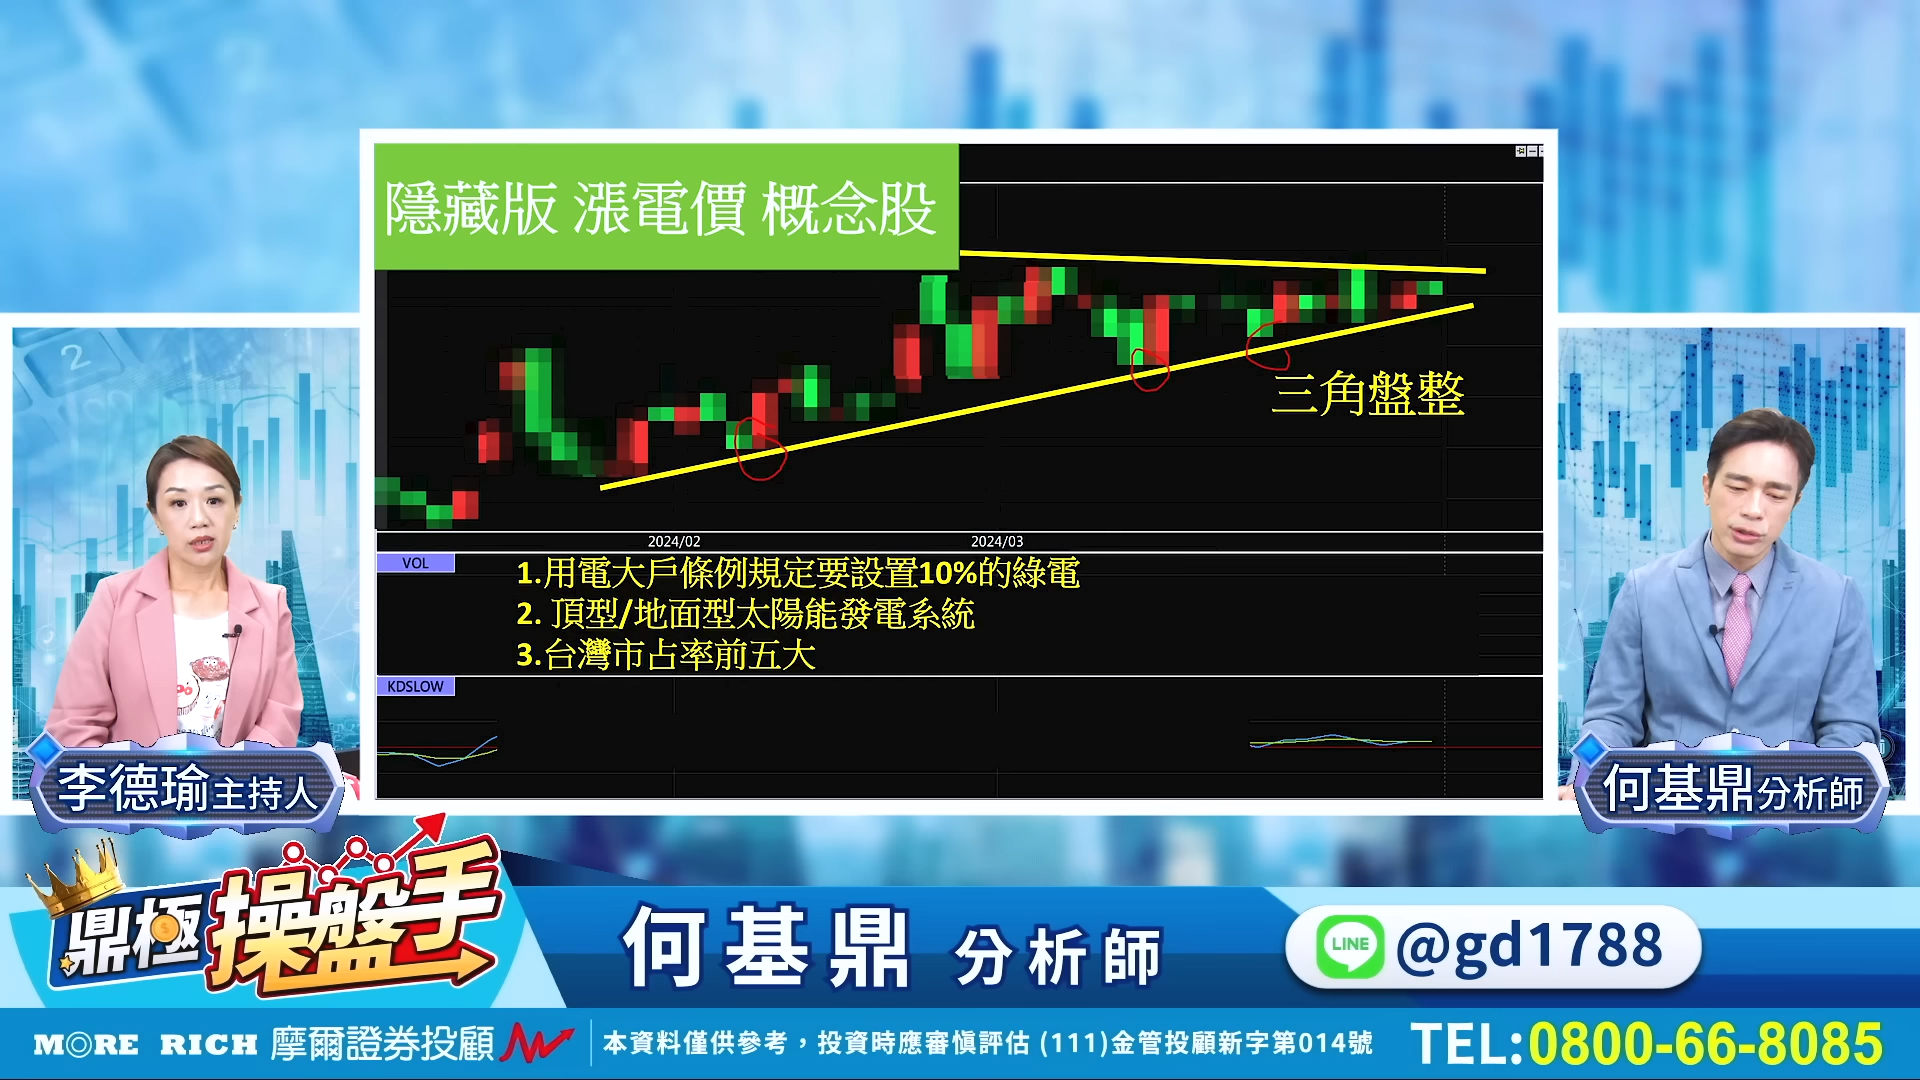 隱藏版 漲電價 概念股
三角盤整
2024/02
2024/03
VOL
1.用電大戶條例規定要設置10%的綠電
2. 頂型/地面型太陽能發電系統
3.台灣市占率前五大
KDSLOW
李德瑜主持人
何基鼎分析師
鼎極操盤手
何基鼎 分析師
LINE @gd1788
MORE RICH 摩爾證券投顧
本資料僅供參考，投資時應審慎評估 (111)金管投顧新字第014號
TEL:0800-66-8085